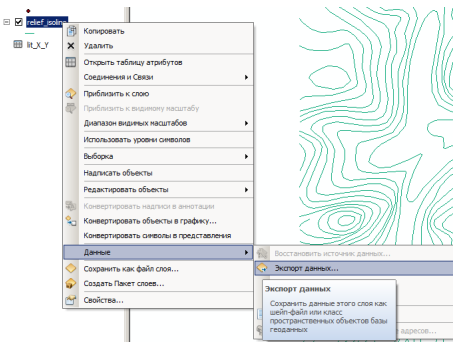 relief_isoline
lit_X_Y
Копировать
Удалить
Открыть таблицу атрибутов
Соединения и Связи
Приблизить к слою
Приблизить к видимому масштабу
Диапазон видимых масштабов
Использовать уровни символов
Выборка
Надписать объекты
Редактировать объекты
Конвертировать надписи в аннотации
Конвертировать объекты в графику...
Конвертировать символы в представления
Данные
Сохранить как файл слоя...
Создать Пакет слоев...
Свойства...
Восстановить источник данных...
Экспорт данных...
Экспорт данных
Сохранить данные этого слоя как
шейп-файл или класс
пространственных объектов базы
геоданных
адресов...